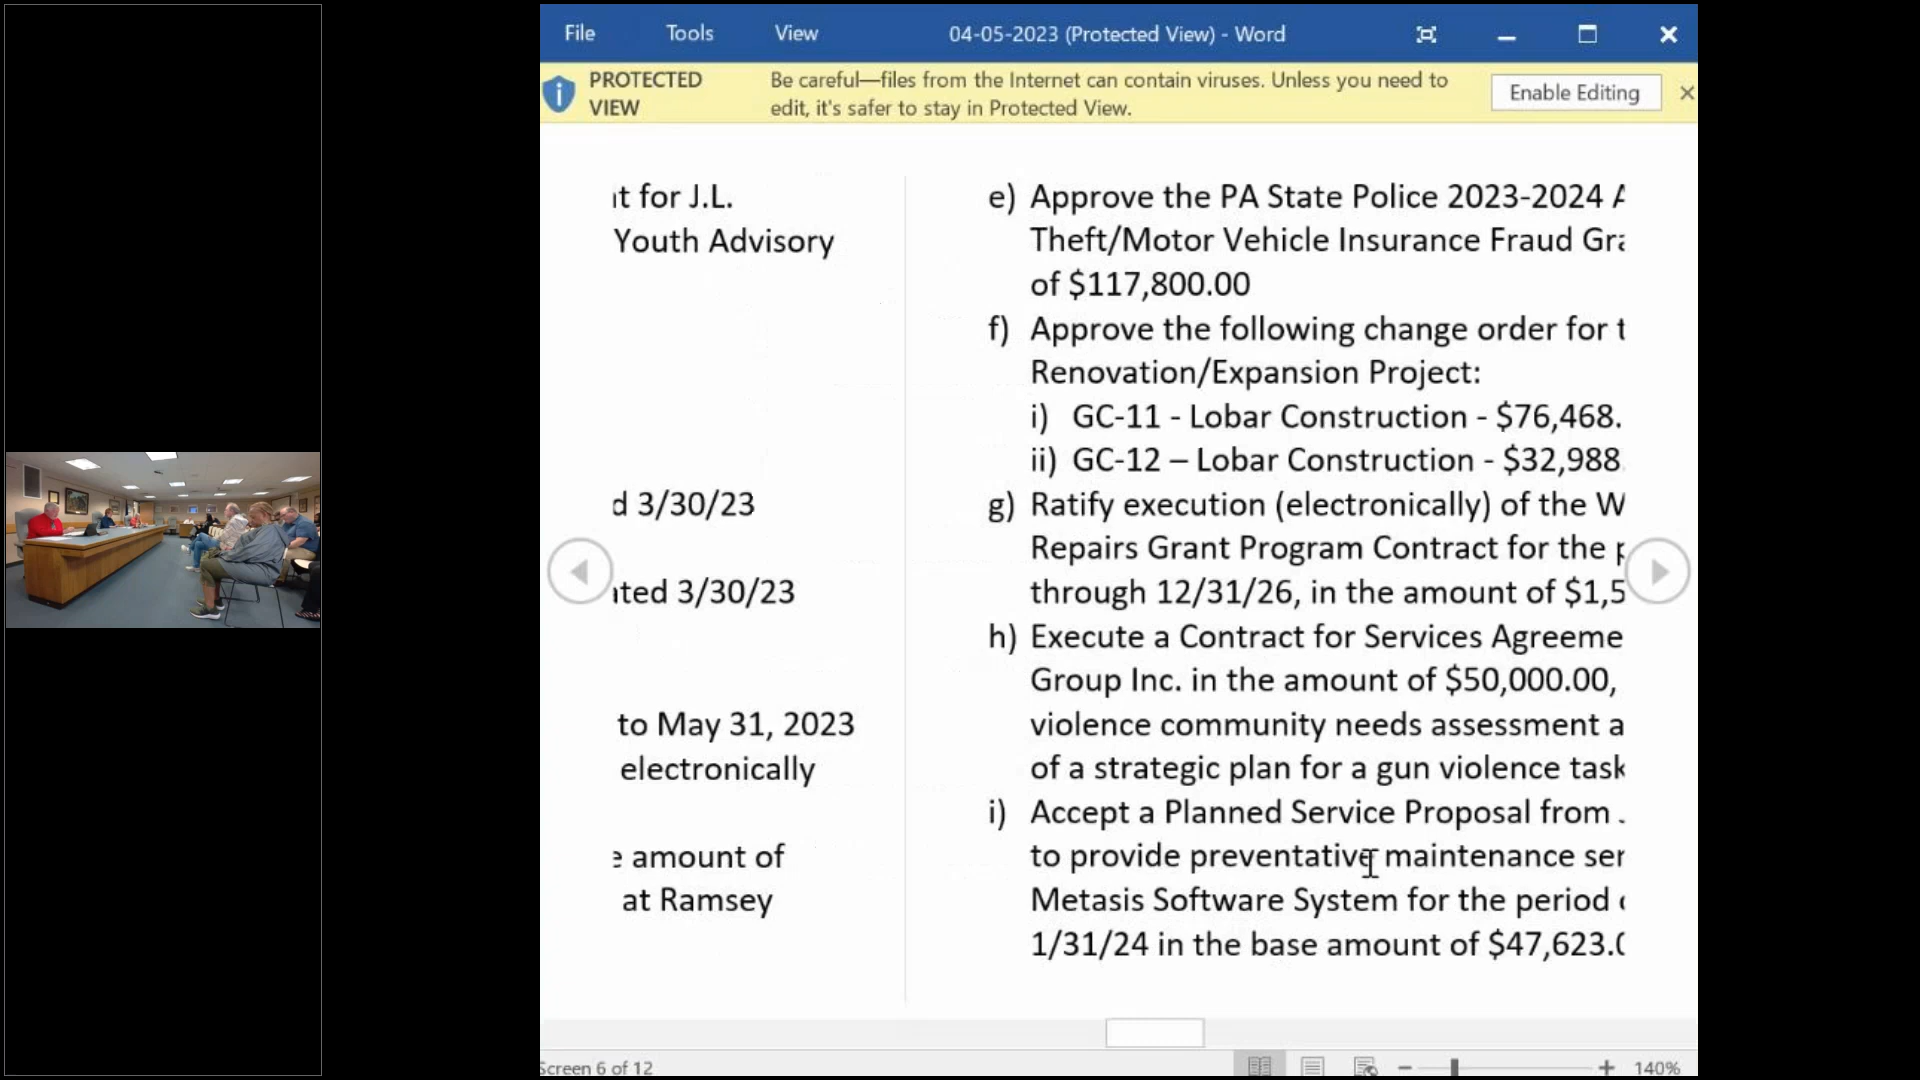 File Tools View 04-05-2023 (Protected View) - Word
PROTECTED VIEW
Be careful—files from the Internet can contain viruses. Unless you need to
edit, it's safer to stay in Protected View.
Enable Editing
t for J.L.
Youth Advisory
d 3/30/23
ated 3/30/23
to May 31, 2023
electronically
e amount of
at Ramsey
e) Approve the PA State Police 2023-2024 A
Theft/Motor Vehicle Insurance Fraud Gra
of $117,800.00
f) Approve the following change order for t
Renovation/Expansion Project:
i) GC-11 - Lobar Construction - $76,468.
ii) GC-12 – Lobar Construction - $32,988
g) Ratify execution (electronically) of the W
Repairs Grant Program Contract for the p
through 12/31/26, in the amount of $1,5
h) Execute a Contract for Services Agreeme
Group Inc. in the amount of $50,000.00,
violence community needs assessment a
of a strategic plan for a gun violence task
i) Accept a Planned Service Proposal from
to provide preventative maintenance ser
Metasis Software System for the period
1/31/24 in the base amount of $47,623.0
Screen 6 of 12
140%